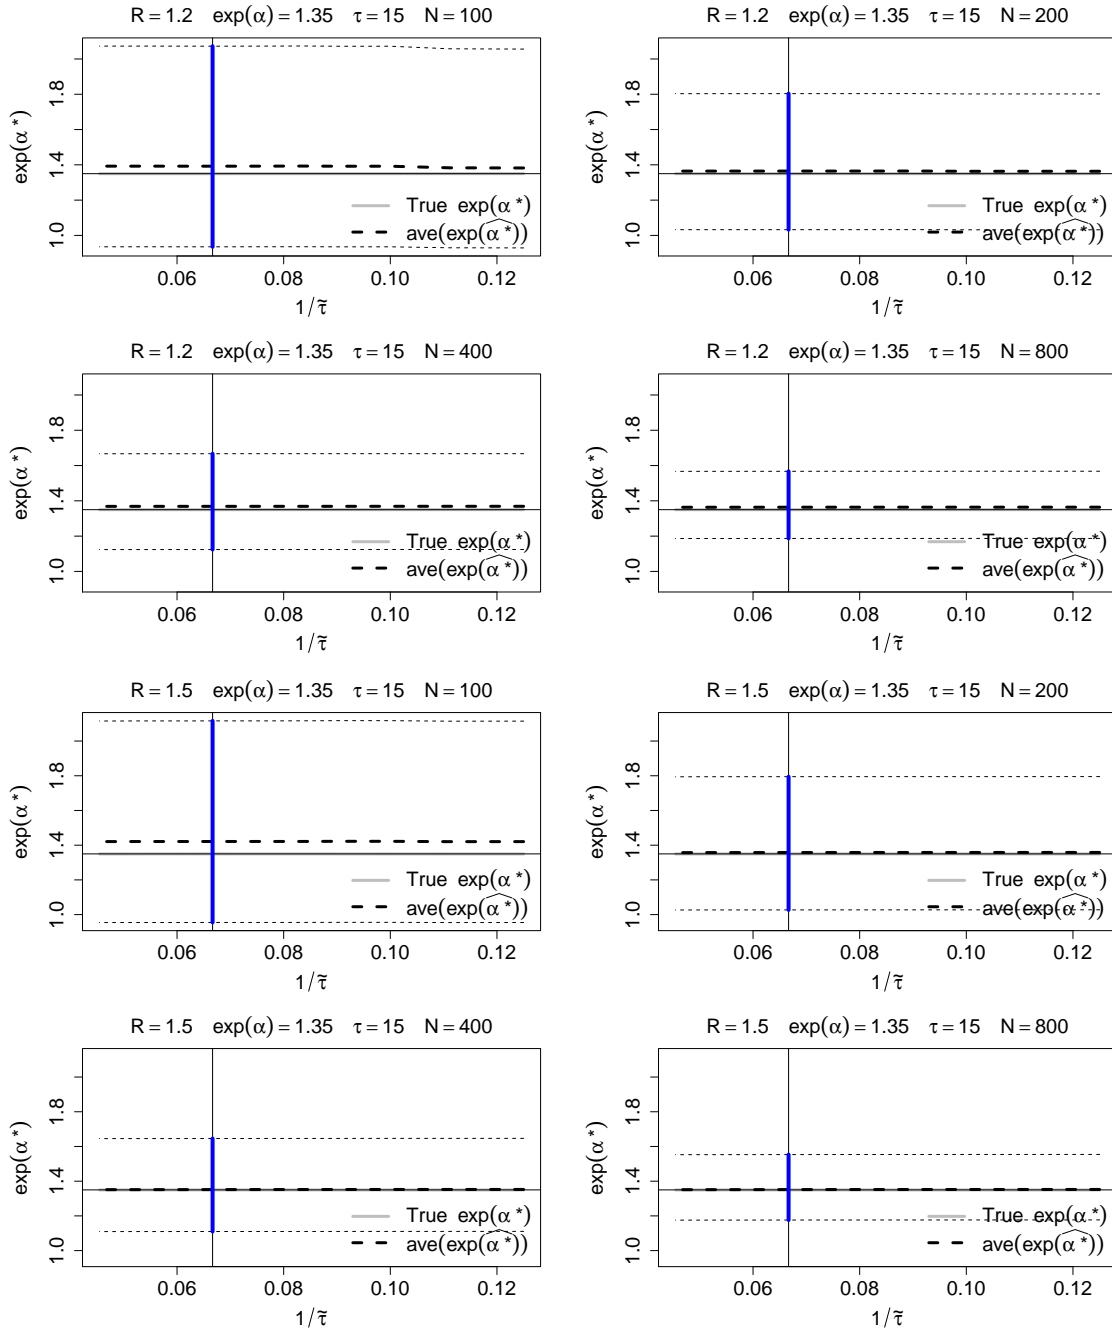 R = 1.2 exp(α) = 1.35 τ = 15 N = 100
exp(α*)
1.0 1.4 1.8
True exp(α*)
ave(exp(α̂*))
0.06 0.08 0.10 0.12
1/τ̃
R = 1.2 exp(α) = 1.35 τ = 15 N = 200
exp(α*)
1.0 1.4 1.8
True exp(α*)
ave(exp(α̂*))
0.06 0.08 0.10 0.12
1/τ̃
R = 1.2 exp(α) = 1.35 τ = 15 N = 400
exp(α*)
1.0 1.4 1.8
True exp(α*)
ave(exp(α̂*))
0.06 0.08 0.10 0.12
1/τ̃
R = 1.2 exp(α) = 1.35 τ = 15 N = 800
exp(α*)
1.0 1.4 1.8
True exp(α*)
ave(exp(α̂*))
0.06 0.08 0.10 0.12
1/τ̃
R = 1.5 exp(α) = 1.35 τ = 15 N = 100
exp(α*)
1.0 1.4 1.8
True exp(α*)
ave(exp(α̂*))
0.06 0.08 0.10 0.12
1/τ̃
R = 1.5 exp(α) = 1.35 τ = 15 N = 200
exp(α*)
1.0 1.4 1.8
True exp(α*)
ave(exp(α̂*))
0.06 0.08 0.10 0.12
1/τ̃
R = 1.5 exp(α) = 1.35 τ = 15 N = 400
exp(α*)
1.0 1.4 1.8
True exp(α*)
ave(exp(α̂*))
0.06 0.08 0.10 0.12
1/τ̃
R = 1.5 exp(α) = 1.35 τ = 15 N = 800
exp(α*)
1.0 1.4 1.8
True exp(α*)
ave(exp(α̂*))
0.06 0.08 0.10 0.12
1/τ̃